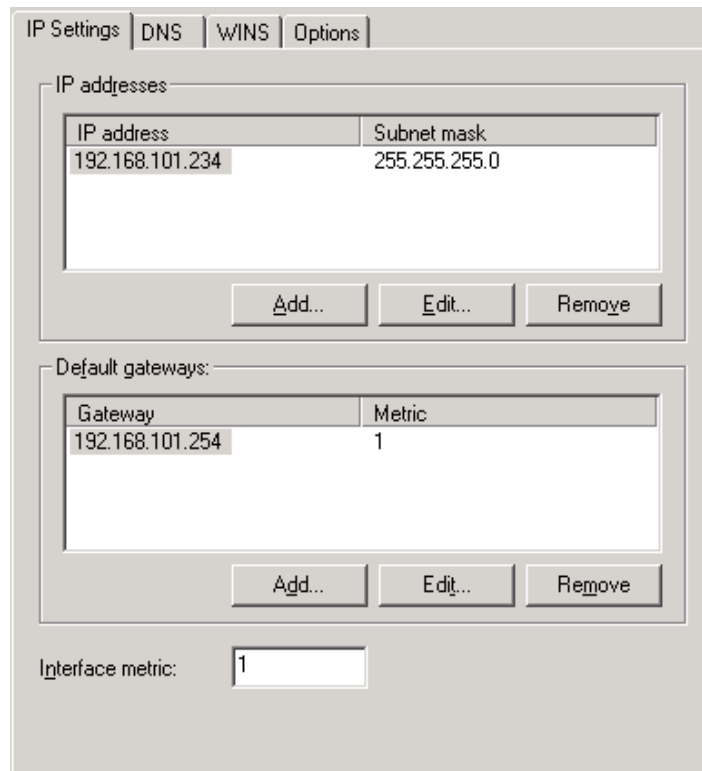 IP Settings DNS WINS Options
IP addresses
IP address Subnet mask
192.168.101.234 255.255.255.0
Add... Edit... Remove
Default gateways:
Gateway Metric
192.168.101.254 1
Add... Edit... Remove
Interface metric: 1